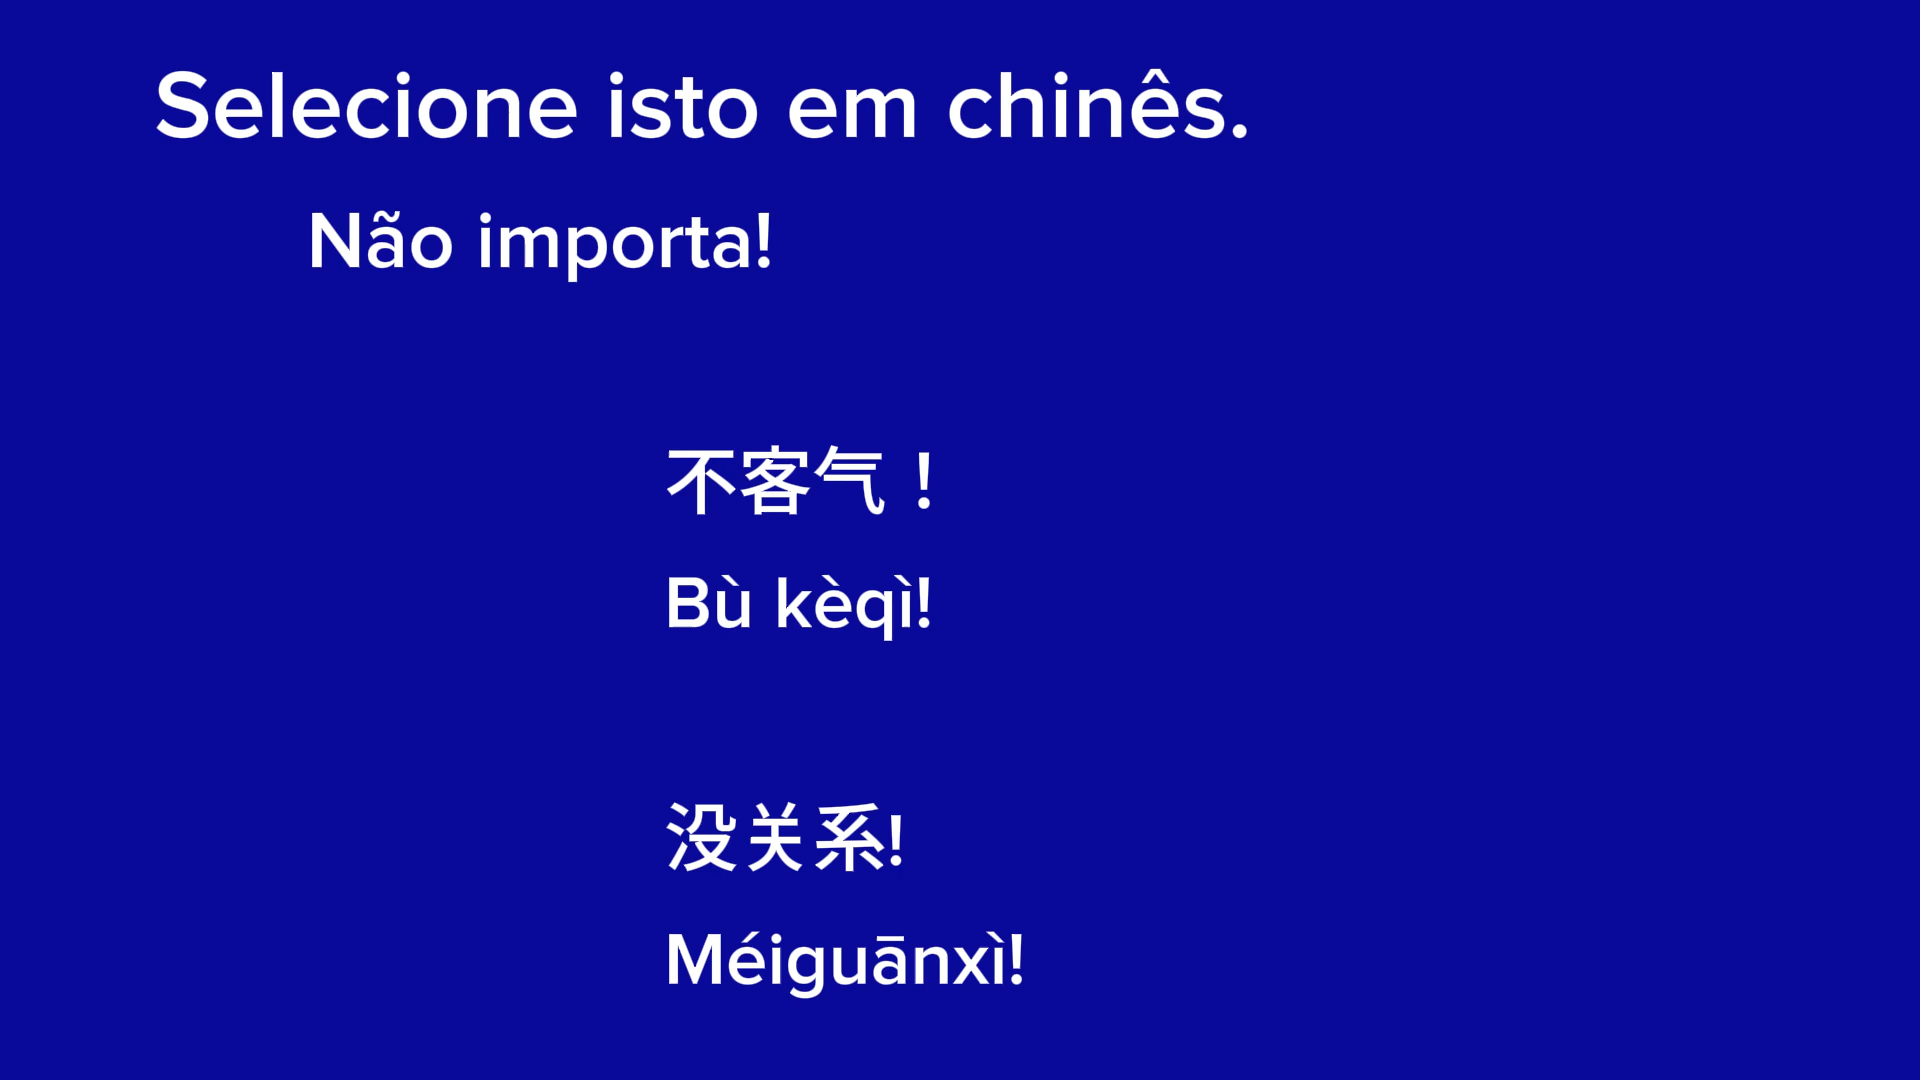 Selecione isto em chinês.
Não importa!
不客气！
Bù kèqì!
没关系!
Méiguānxì!